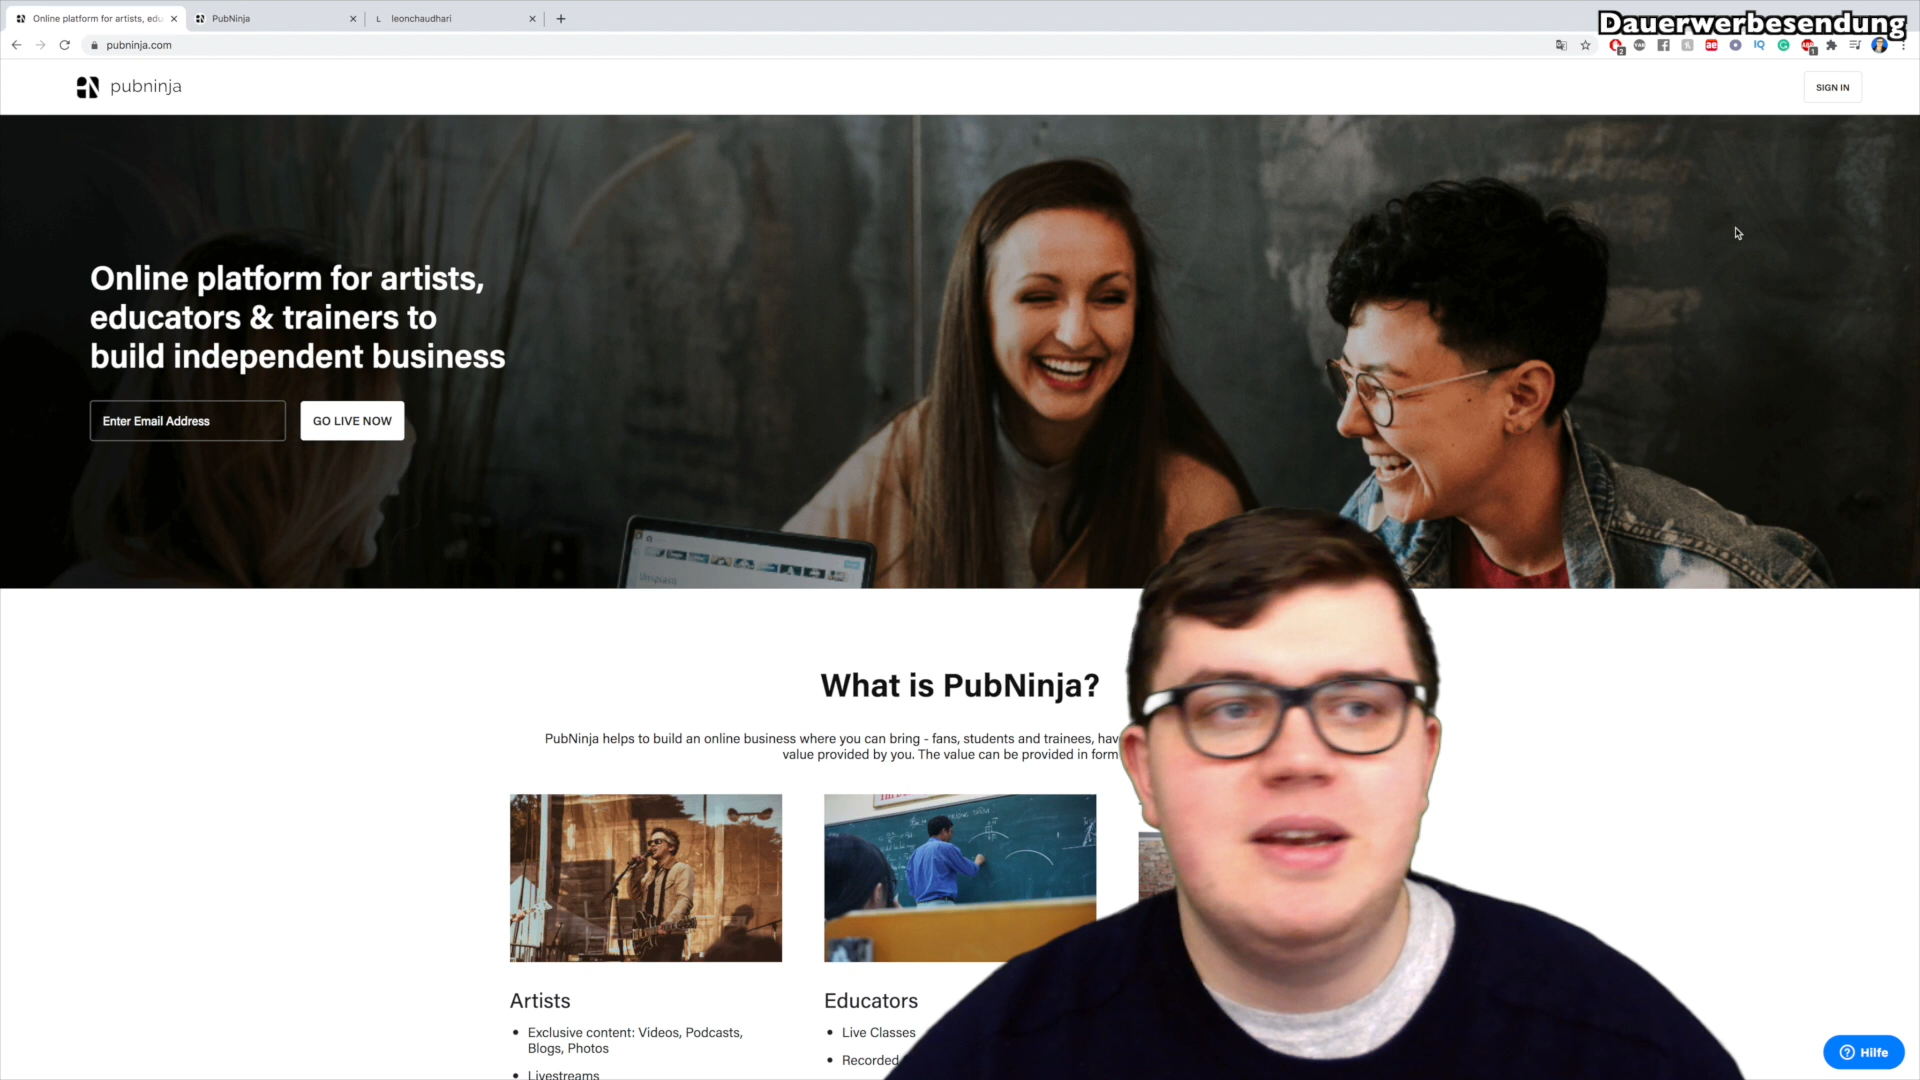 Online platform for artists, edu
PubNinja
L leonchaudhari
Dauerwerbesendung
pubninja.com
pubninja
SIGN IN
Online platform for artists,
educators & trainers to
build independent business
Enter Email Address
GO LIVE NOW
What is PubNinja?
PubNinja helps to build an online business where you can bring - fans, students and trainees, hav
value provided by you. The value can be provided in form
Artists
Exclusive content: Videos, Podcasts,
Blogs, Photos
Livestreams
Educators
Live Classes
Recorded
Hilfe